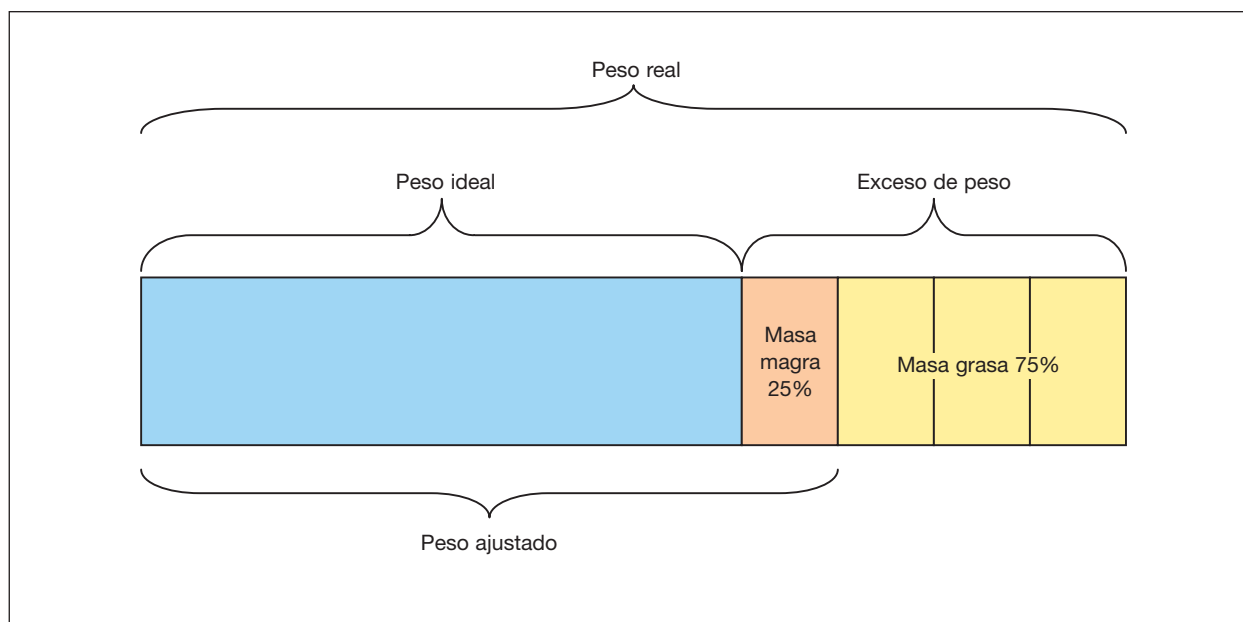 Peso real
Peso ideal
Exceso de peso
Masa
magra
25%
Masa grasa 75%
Peso ajustado